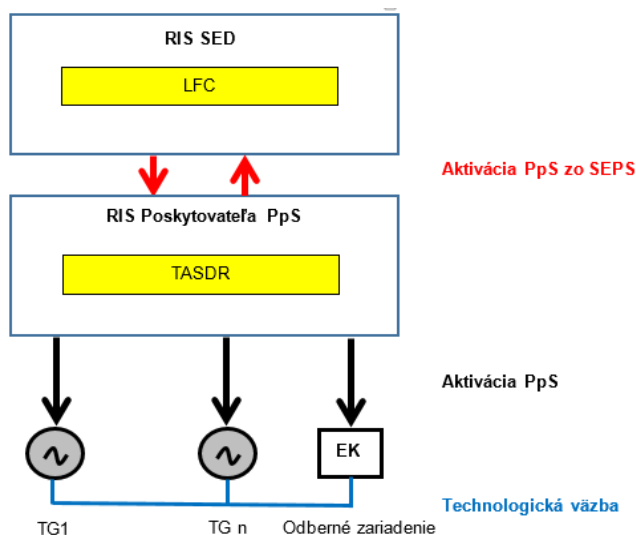 RIS SED
LFC
Aktivácia PpS zo SEPS
RIS Poskytovateľa PpS
TASDR
Aktivácia PpS
EK
Technologická väzba
TG1
TG n
Odberné zariadenie